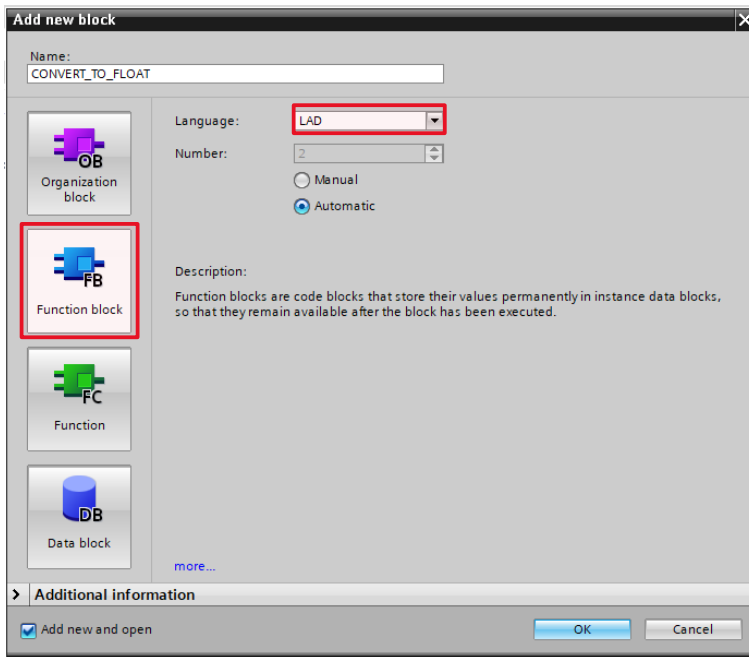 Add new block
Name:
CONVERT_TO_FLOAT
OB
Organization
block
FB
Function block
FC
Function
DB
Data block
Language:
LAD
Number:
2
Manual
Automatic
Description:
Function blocks are code blocks that store their values permanently in instance data blocks,
so that they remain available after the block has been executed.
more...
Additional information
Add new and open
OK
Cancel